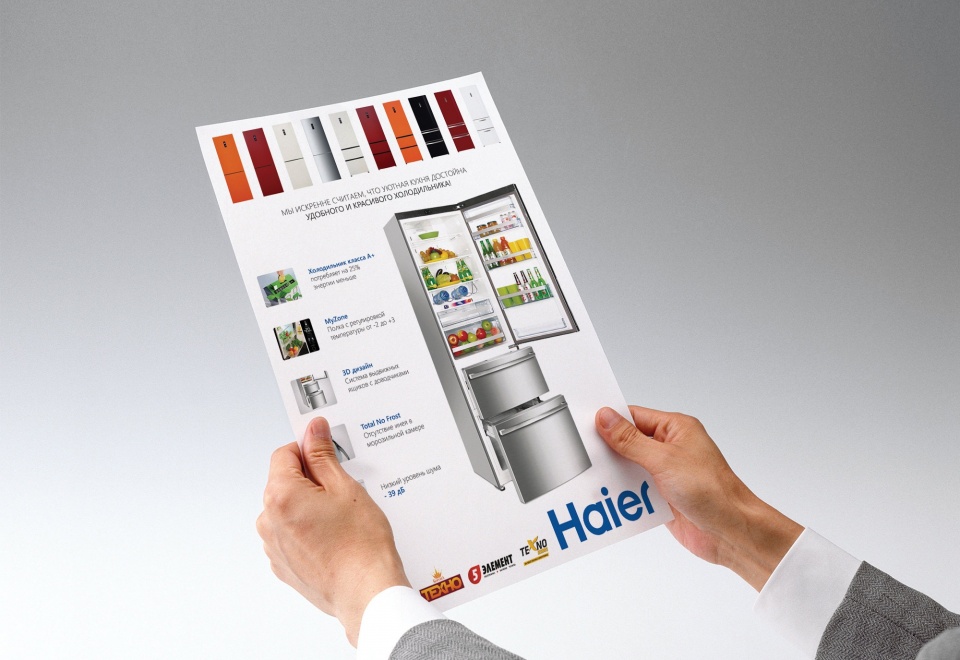 МЫ ИСКРЕННЕ СЧИТАЕМ, ЧТО УЮТНАЯ КУХНЯ ДОСТОЙНА
УДОБНОГО И КРАСИВОГО ХОЛОДИЛЬНИКА!
Холодильник класса А+
потребляет на 25%
энергии меньше
MyZone
Полка с регулировкой
температуры от -2 до +3
3D дизайн
Система выдвижных
ящиков с доводчиками
Total No Frost
Отсутствие инея в
морозильной камере
Низкий уровень шума
- 39 дБ
Haier
ТЕХНО
5 ЭЛЕМЕНТ
TEXNO